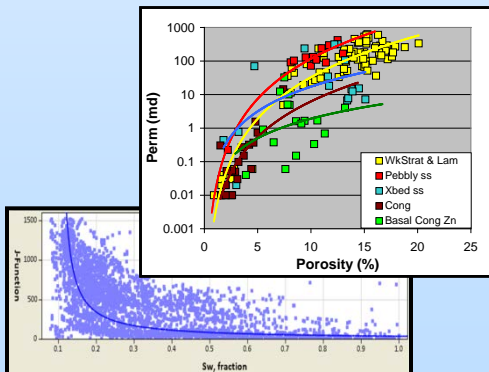 1000
100
10
1
0.1
0.01
0.001
Perm (md)
0 5 10 15 20 25
Porosity (%)
WkStrat & Lam
Pebbly ss
Xbed ss
Cong
Basal Cong Zn
1500
1000
500
0
J-Function
0.1 0.2 0.3 0.4 0.5 0.6 0.7 0.8 0.9 1.0
Sw, fraction